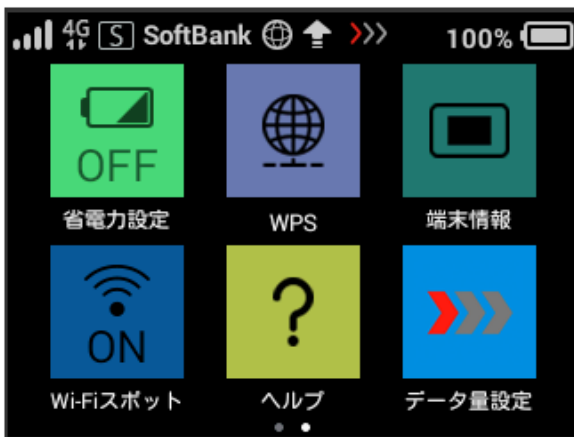 4G S SoftBank 100%
OFF
省電力設定 WPS 端末情報
ON ?
Wi-Fiスポット ヘルプ データ量設定